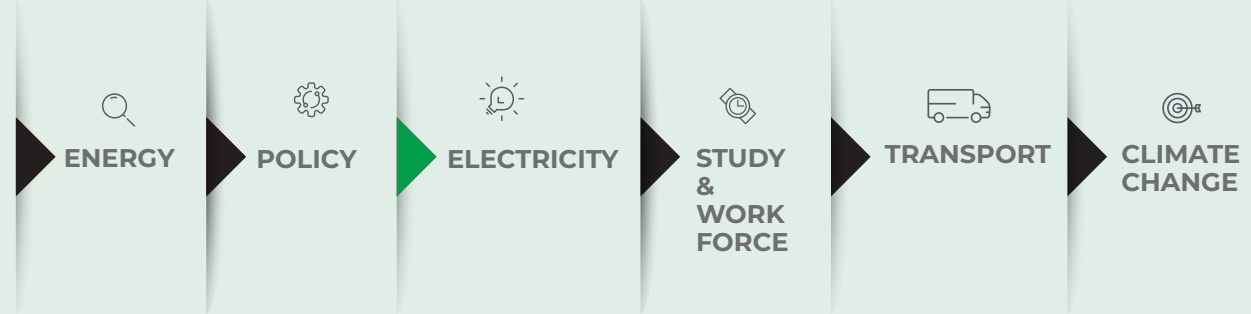 ENERGY
POLICY
ELECTRICITY
STUDY
&
WORK
FORCE
TRANSPORT
CLIMATE
CHANGE